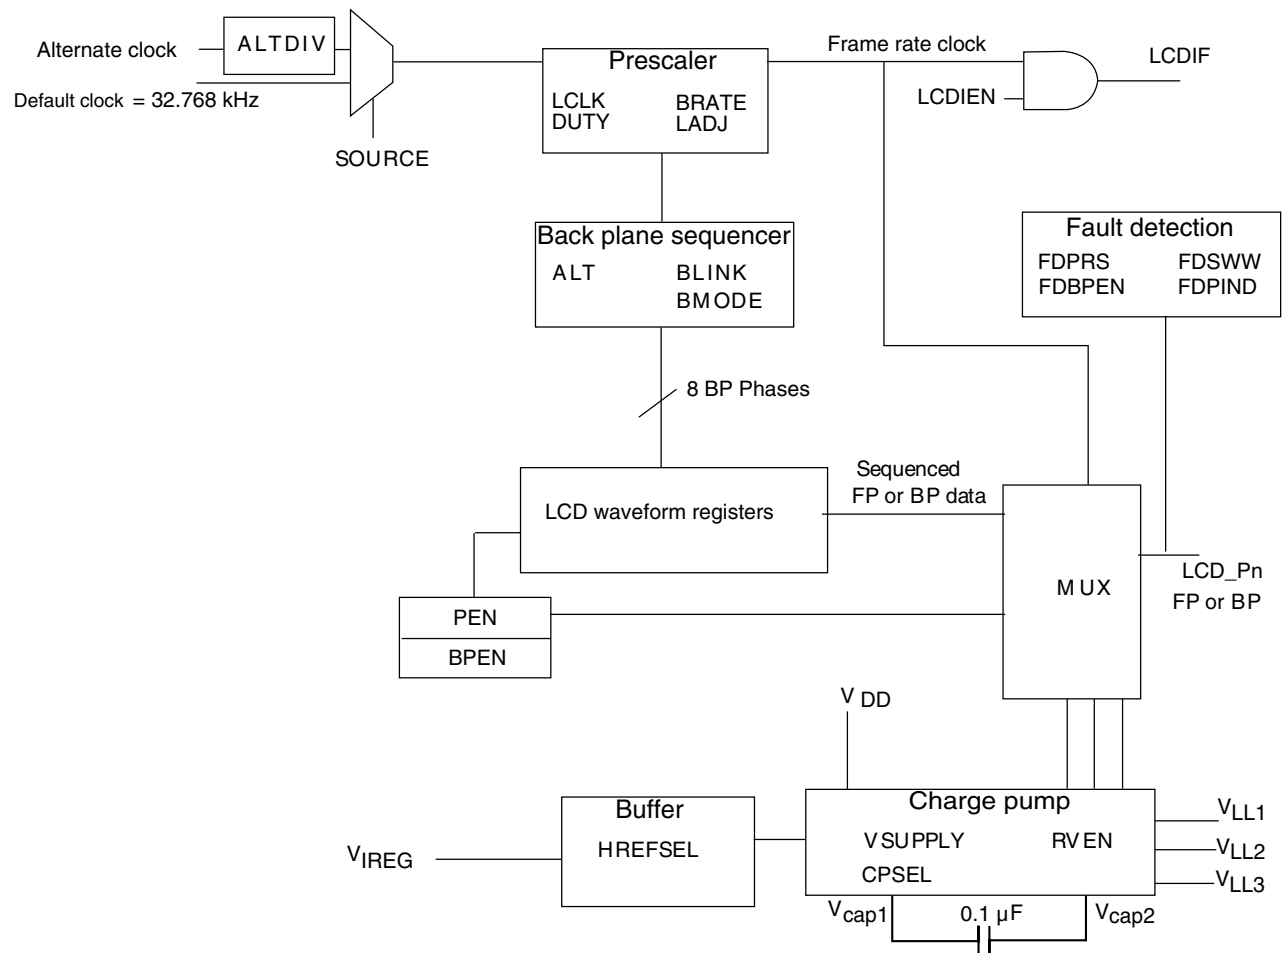 Alternate clock
ALTDIV
Default clock = 32.768 kHz
SOURCE
Prescaler
LCLK BRATE
DUTY LADJ
Frame rate clock
LCDIEN
LCDIF
Back plane sequencer
ALT BLINK
BMODE
Fault detection
FDPRS FDSWW
FDBPEN FDPIND
8 BP Phases
LCD waveform registers
Sequenced
FP or BP data
MUX
LCD_Pn
FP or BP
PEN
BPEN
V DD
Buffer
HREFSEL
VIREG
Charge pump
VSUPPLY RVEN
CPSEL
VLL1
VLL2
VLL3
Vcap1
0.1 µF
Vcap2